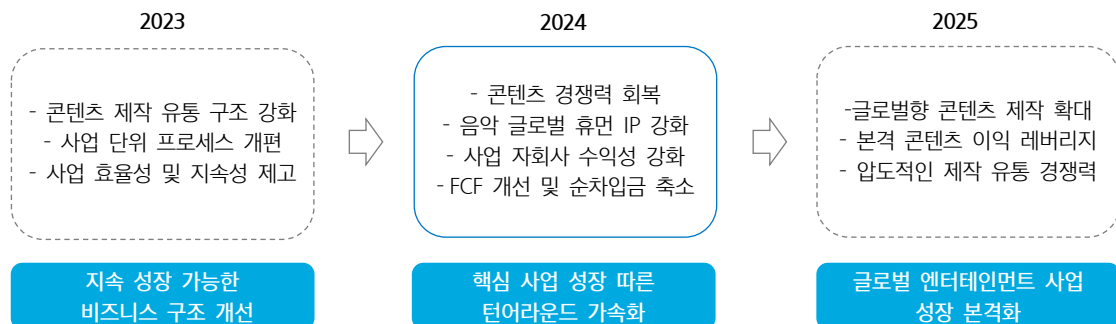 2023
- 콘텐츠 제작 유통 구조 강화
- 사업 단위 프로세스 개편
- 사업 효율성 및 지속성 제고
지속 성장 가능한
비즈니스 구조 개선
2024
- 콘텐츠 경쟁력 회복
- 음악 글로벌 휴먼 IP 강화
- 사업 자회사 수익성 강화
- FCF 개선 및 순차입금 축소
핵심 사업 성장 따른
턴어라운드 가속화
2025
-글로벌향 콘텐츠 제작 확대
- 본격 콘텐츠 이익 레버리지
- 압도적인 제작 유통 경쟁력
글로벌 엔터테인먼트 사업
성장 본격화